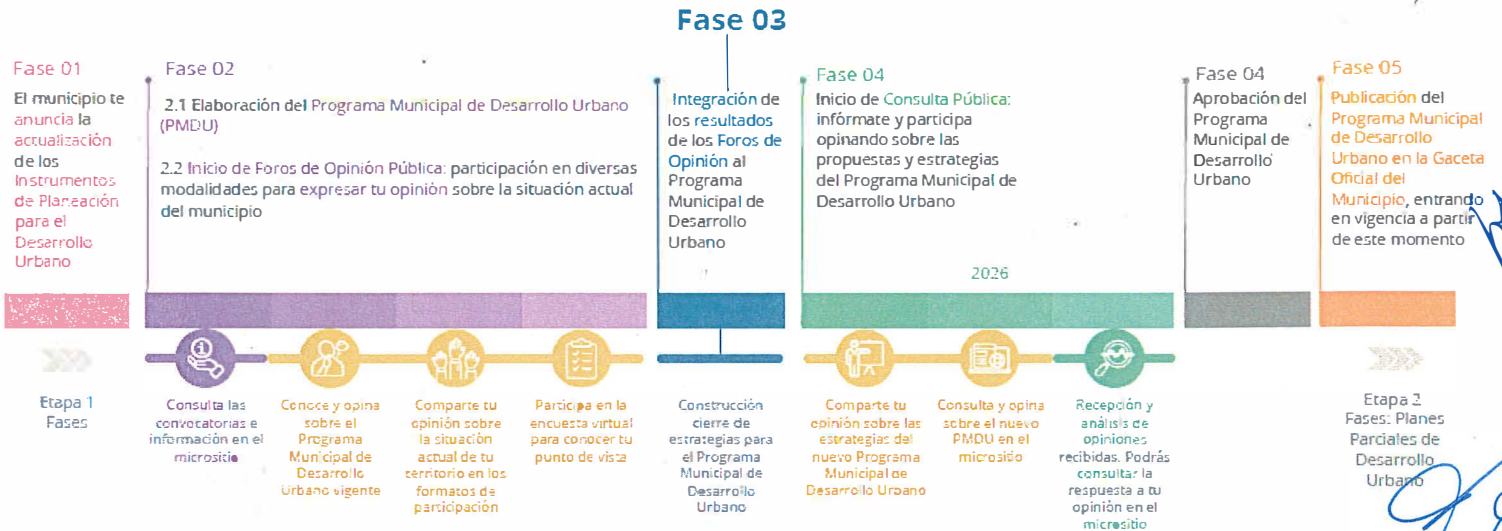 Fase 03
Fase 01
El municipio te
anuncia la
actualización
de los
Instrumentos
de Planeación
para el
Desarrollo
Urbano
Fase 02
2.1 Elaboración del Programa Municipal de Desarrollo Urbano
(PMDU)
2.2 Inicio de Foros de Opinión Pública: participación en diversas
modalidades para expresar tu opinión sobre la situación actual
del municipio
Integración de
los resultados
de los Foros de
Opinión al
Programa
Municipal de
Desarrollo
Urbano
Fase 04
Inicio de Consulta Pública:
infórmate y participa
opinando sobre las
propuestas y estrategias
del Programa Municipal de
Desarrollo Urbano
2026
Fase 04
Aprobación del
Programa
Municipal de
Desarrollo
Urbano
Fase 05
Publicación del
Programa Municipal
de Desarrollo
Urbano en la Gaceta
Oficial del
Municipio, entrando
en vigencia a partir
de este momento
Etapa 1
Fases
Consulta las
convocatorias e
información en el
micrositio
Conoce y opina
sobre el
Programa
Municipal de
Desarrollo
Urbano vigente
Comparte tu
opinión sobre
la situación
actual de tu
territorio en los
formatos de
participación
Participa en la
encuesta virtual
para conocer tu
punto de vista
Construcción
cierre de
estrategias para
el Programa
Municipal de
Desarrollo
Urbano
Comparte tu
opinión sobre las
estrategias del
nuevo Programa
Municipal de
Desarrollo Urbano
Consulta y opina
sobre el nuevo
PMDU en el
micrositio
Recepción y
análisis de
opiniones
recibidas. Podrás
consultar la
respuesta a tu
opinión en el
micrositio
Etapa 2
Fases: Planes
Parciales de
Desarrollo
Urbano